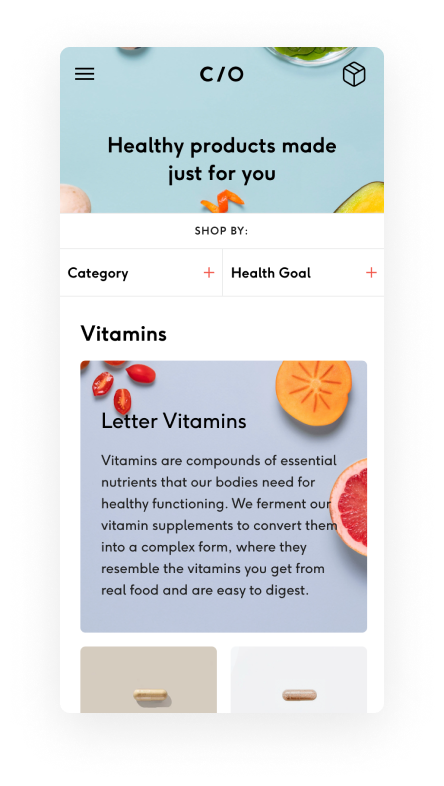 C/O
Healthy products made
just for you
SHOP BY:
Category +
Health Goal +
Vitamins
Letter Vitamins
Vitamins are compounds of essential
nutrients that our bodies need for
healthy functioning. We ferment our
vitamin supplements to convert them
into a complex form, where they
resemble the vitamins you get from
real food and are easy to digest.